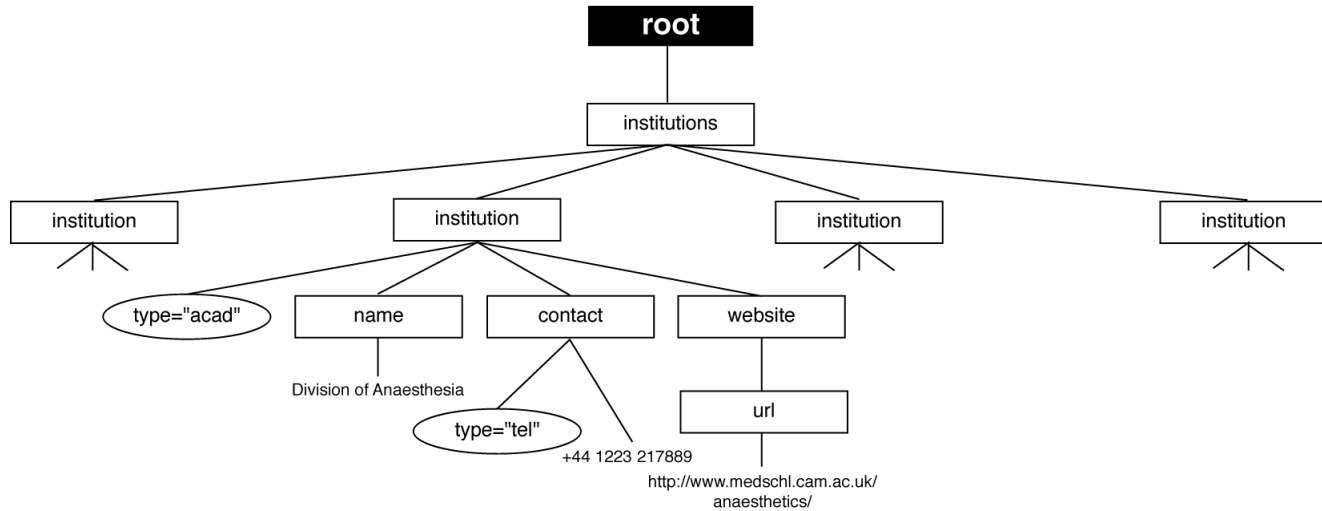 root
institutions
institution
institution
institution
institution
type="acad"
name
contact
website
Division of Anaesthesia
url
type="tel"
+44 1223 217889
http://www.medschl.cam.ac.uk/
anaesthetics/